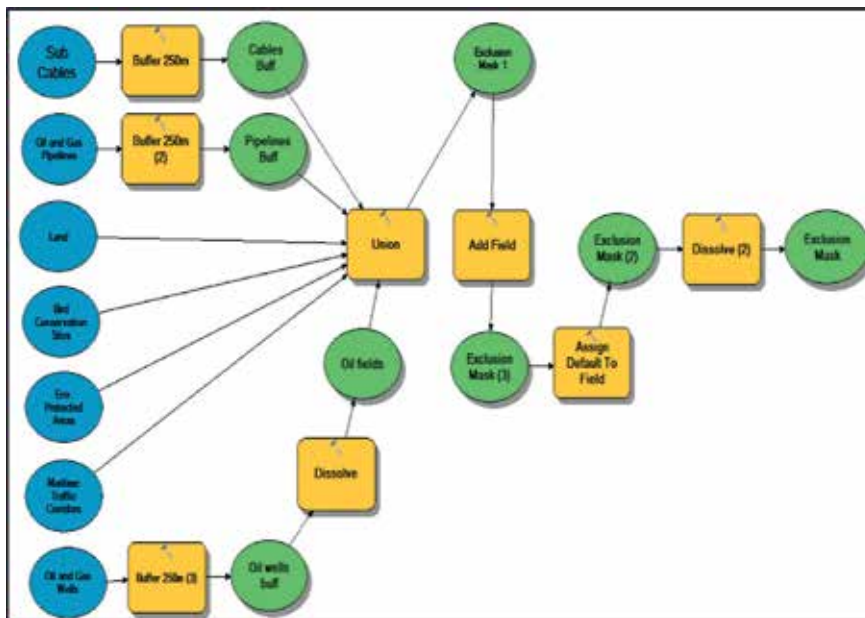 Sub
Cables
Buffer 250m
Cables
Buff
Exclusion
Mask 1
Oil and Gas
Pipelines
Buffer 250m
(2)
Pipelines
Buff
Land
Union
Add Field
Exclusion
Mask (2)
Dissolve (2)
Exclusion
Mask
Bird
Conservation
Sites
Oil fields
Exclusion
Mask (3)
Assign
Default To
Field
Env.
Protected
Areas
Dissolve
Maritime
Traffic
Corridors
Oil and Gas
Wells
Buffer 250m (3)
Oil wells
buff